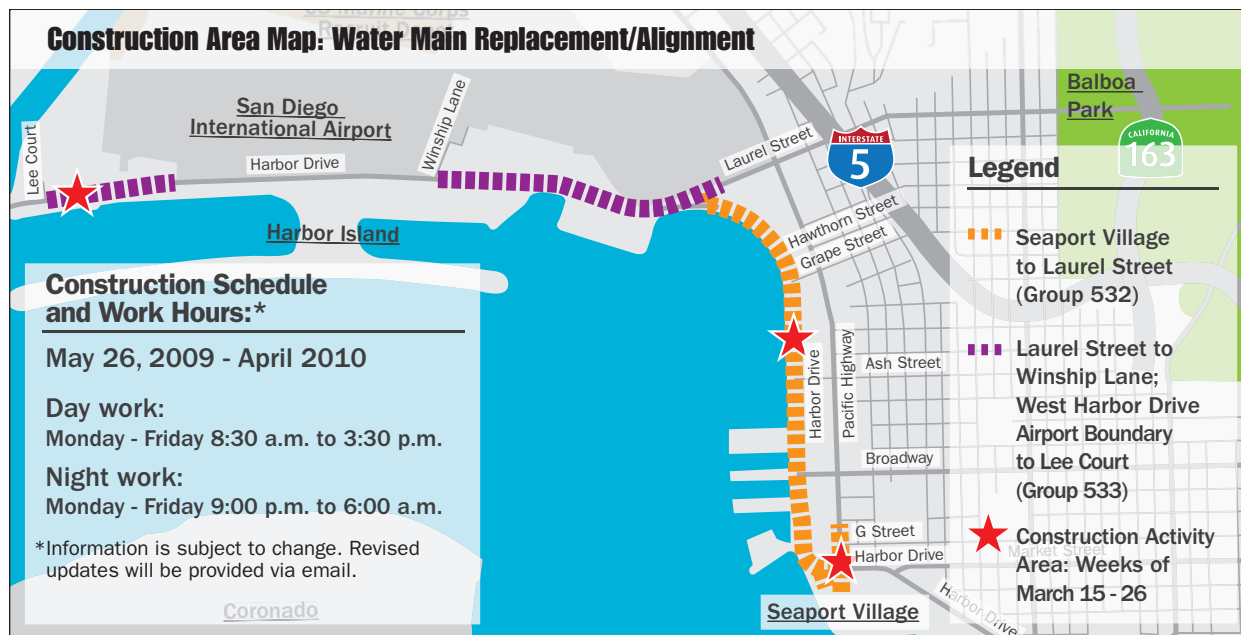 Marine Corps
Recruit Depot
Construction Area Map: Water Main Replacement/Alignment
San Diego
International Airport
Winship Lane
Lee Court
Harbor Drive
Laurel Street
INTERSTATE
5
Balboa
Park
CALIFORNIA
163
Harbor Island
Hawthorn Street
Grape Street
Harbor Drive
Pacific Highway
Ash Street
Broadway
G Street
Harbor Drive
Market Street
Harbor Drive
Seaport Village
Coronado
Construction Schedule
and Work Hours:*
May 26, 2009 - April 2010
Day work:
Monday - Friday 8:30 a.m. to 3:30 p.m.
Night work:
Monday - Friday 9:00 p.m. to 6:00 a.m.
*Information is subject to change. Revised
updates will be provided via email.
Legend
Seaport Village
to Laurel Street
(Group 532)
Laurel Street to
Winship Lane;
West Harbor Drive
Airport Boundary
to Lee Court
(Group 533)
Construction Activity
Area: Weeks of
March 15 - 26